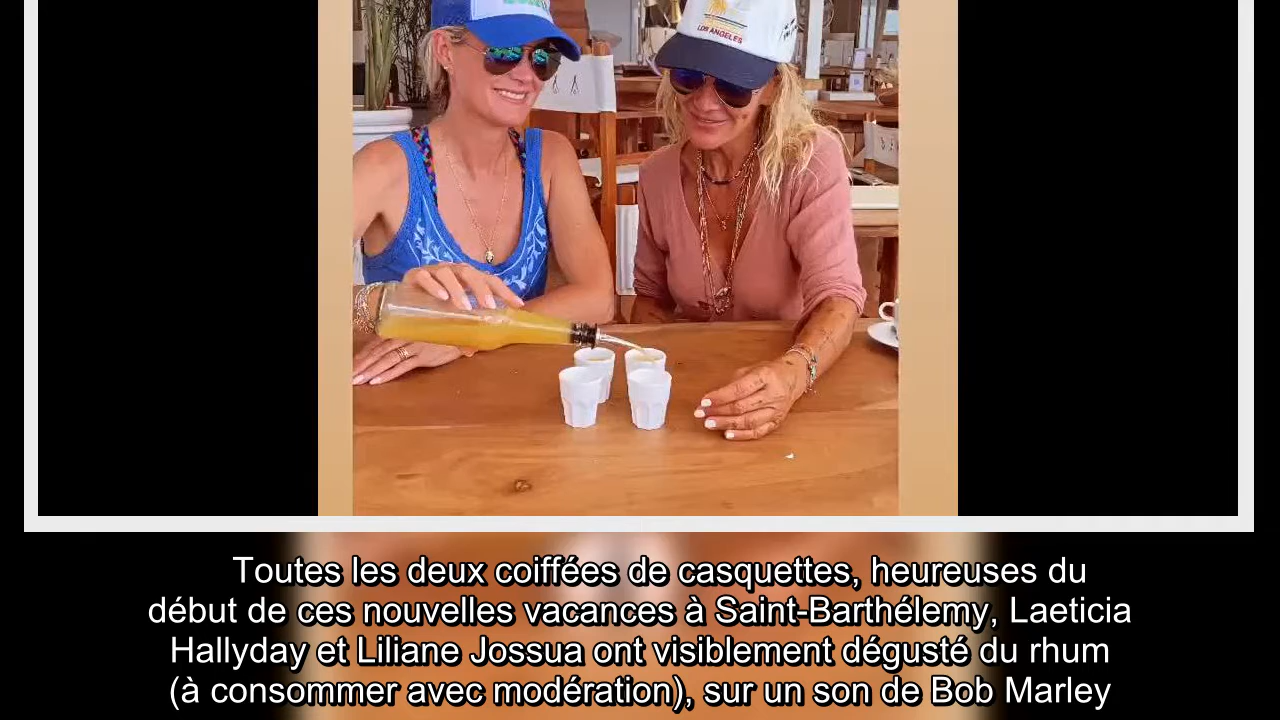 LOS ANGELES
Toutes les deux coiffées de casquettes, heureuses du
début de ces nouvelles vacances à Saint-Barthélemy, Laeticia
Hallyday et Liliane Jossua ont visiblement dégusté du rhum
(à consommer avec modération), sur un son de Bob Marley